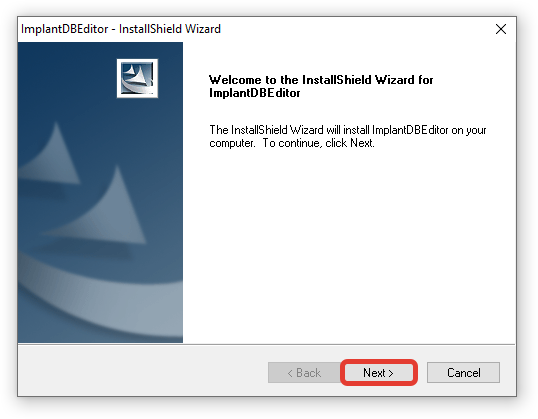 ImplantDBEditor - InstallShield Wizard
Welcome to the InstallShield Wizard for
ImplantDBEditor
The InstallShield Wizard will install ImplantDBEditor on your
computer. To continue, click Next.
< Back Next > Cancel